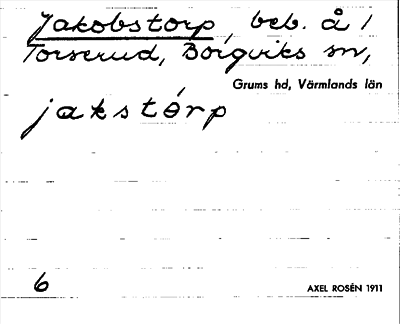 Jakobstorp, beb. å 1
Torserud, Borgviks sn,
Grums hd, Värmlands län
jakstórp
6
AXEL ROSÉN 1911